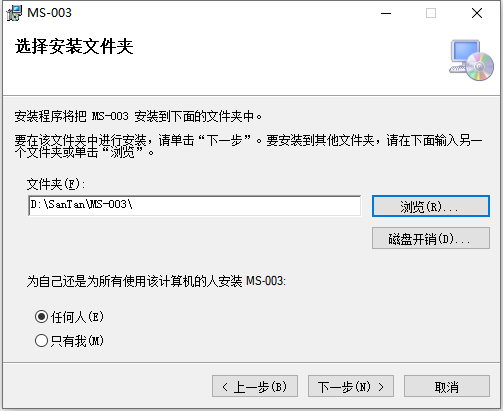 MS-003
选择安装文件夹
安装程序将把 MS-003 安装到下面的文件夹中。
要在该文件夹中进行安装，请单击“下一步”。要安装到其他文件夹，请在下面输入另一
个文件夹或单击“浏览”。
文件夹(F):
D:\SanTan\MS-003\
浏览(R)...
磁盘开销(D)...
为自己还是为所有使用该计算机的人安装 MS-003:
任何人(E)
只有我(M)
< 上一步(B)
下一步(N) >
取消